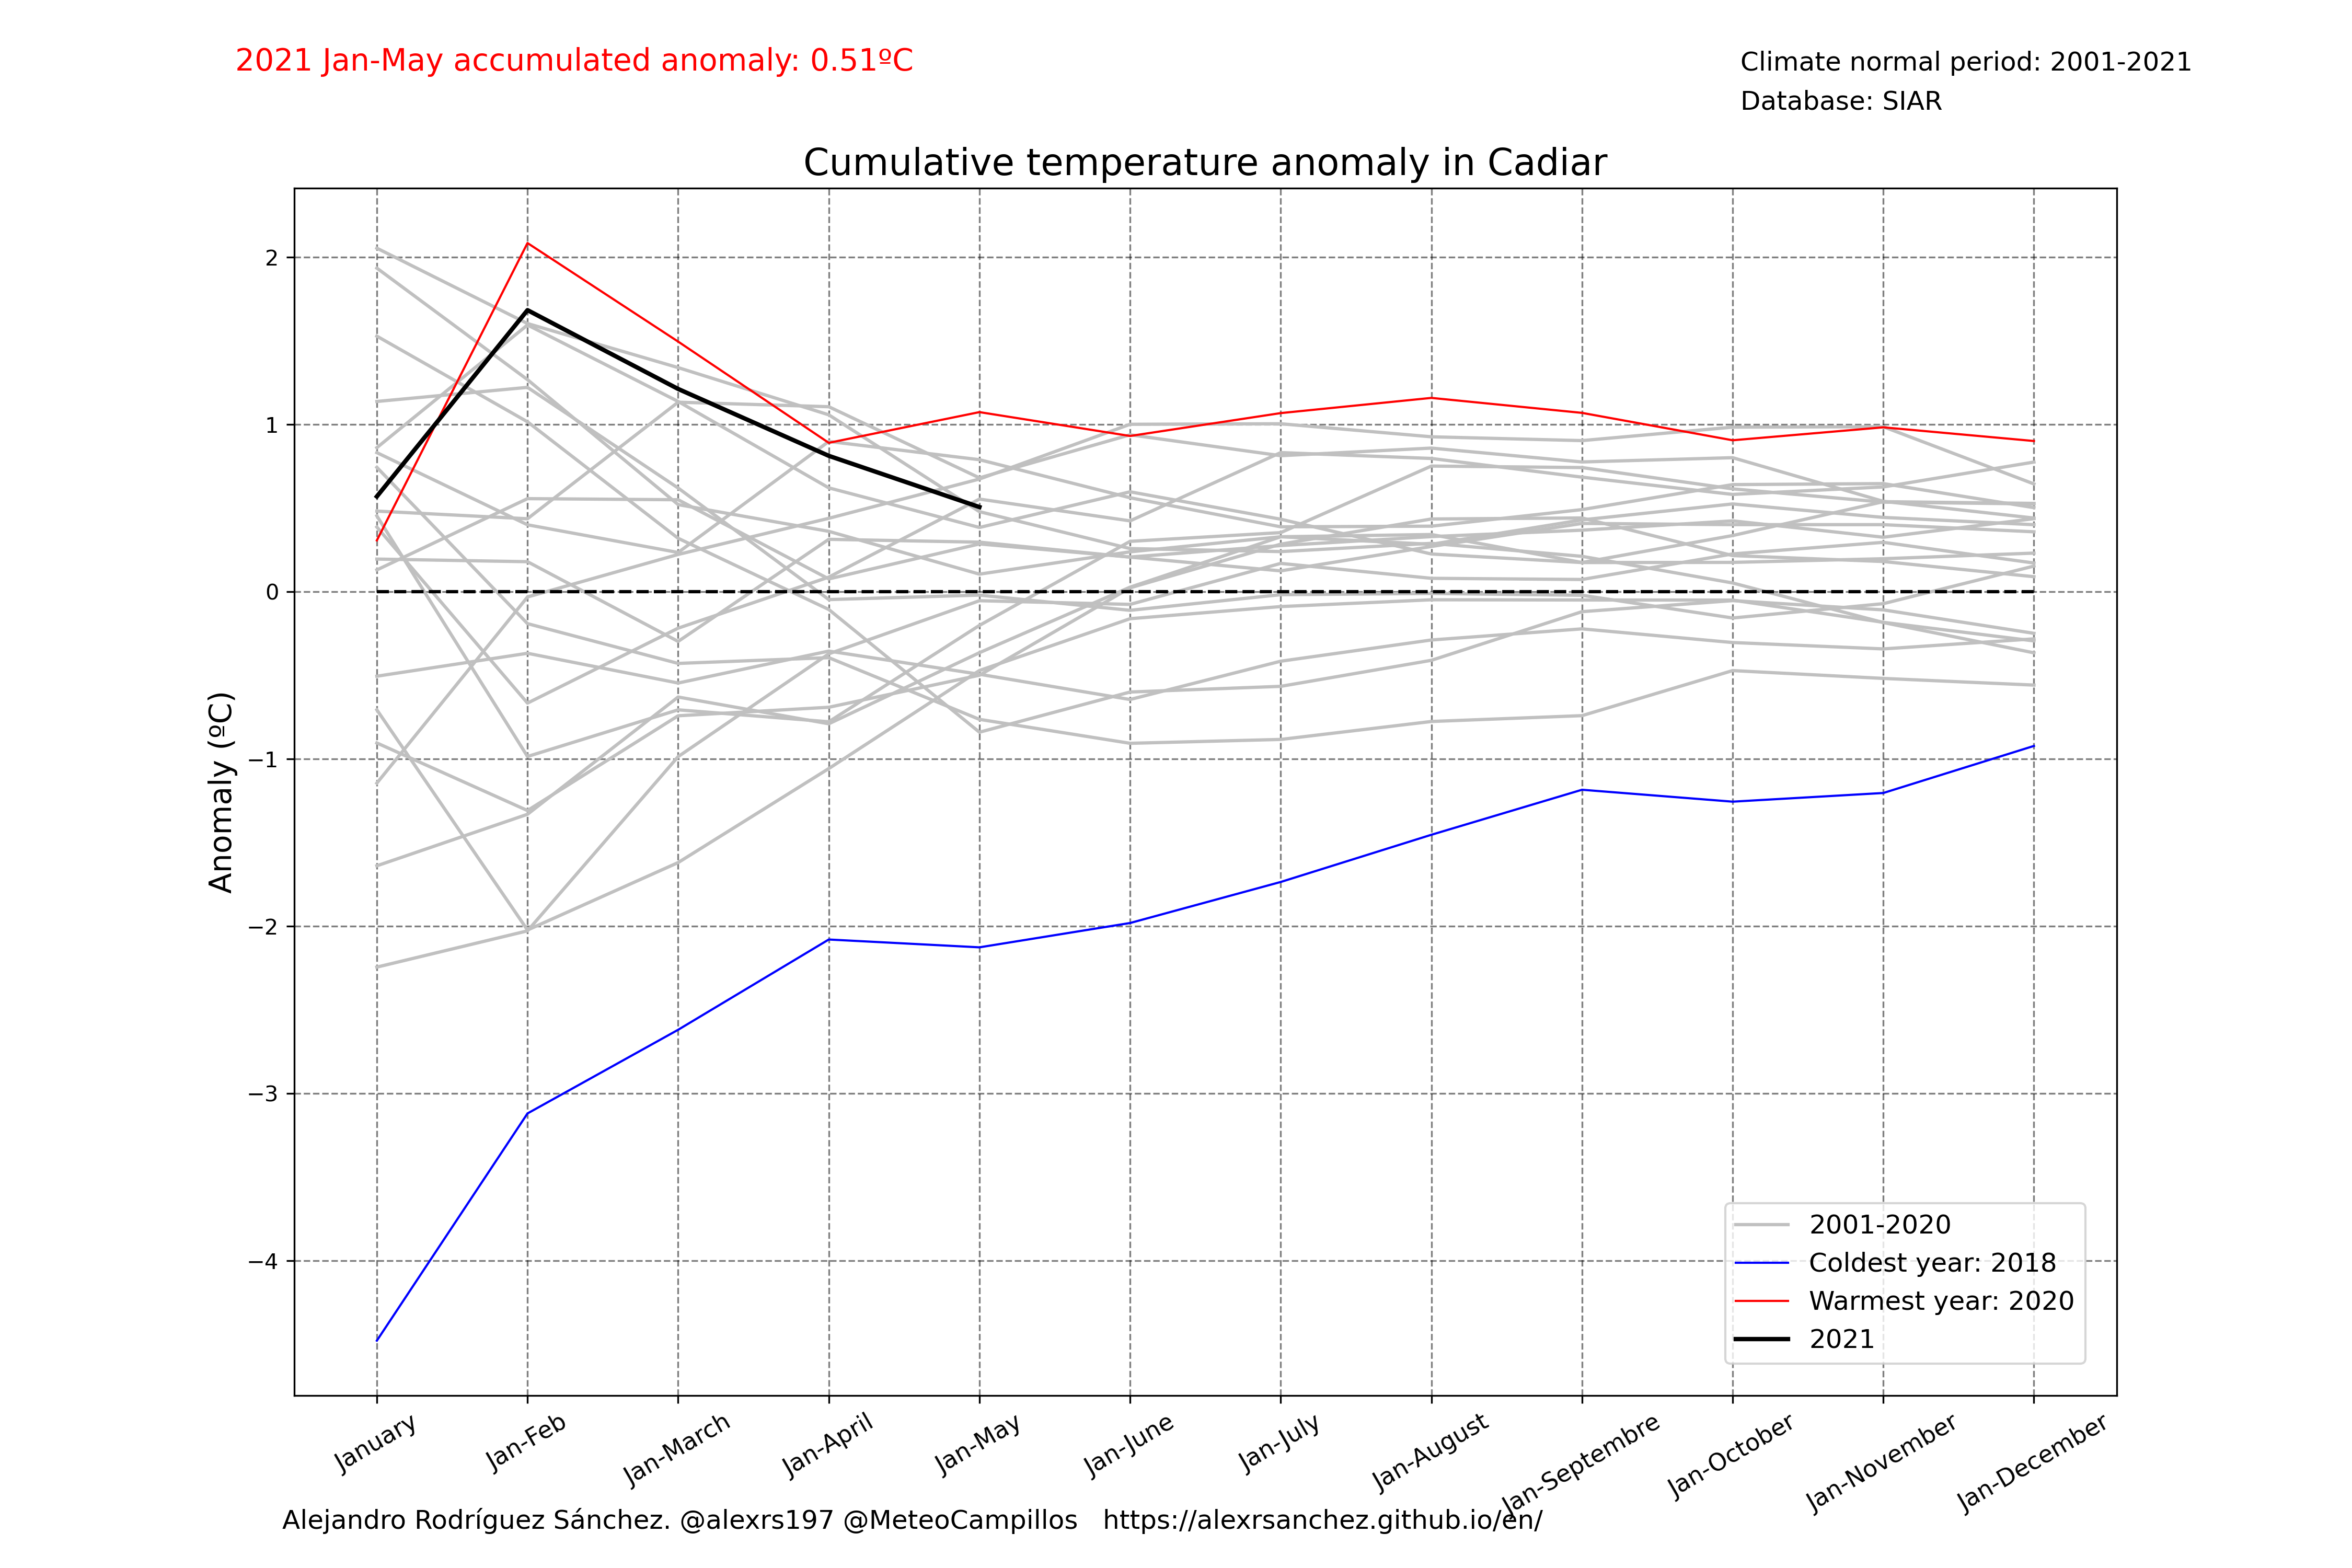 2021 Jan-May accumulated anomaly: 0.51ºC
Climate normal period: 2001-2021
Database: SIAR
Cumulative temperature anomaly in Cadiar
Anomaly (ºC)
2
1
0
−1
−2
−3
−4
2001-2020
Coldest year: 2018
Warmest year: 2020
2021
January
Jan-Feb
Jan-March
Jan-April
Jan-May
Jan-June
Jan-July
Jan-August
Jan-Septembre
Jan-October
Jan-November
Jan-December
Alejandro Rodríguez Sánchez. @alexrs197 @MeteoCampillos https://alexrsanchez.github.io/en/